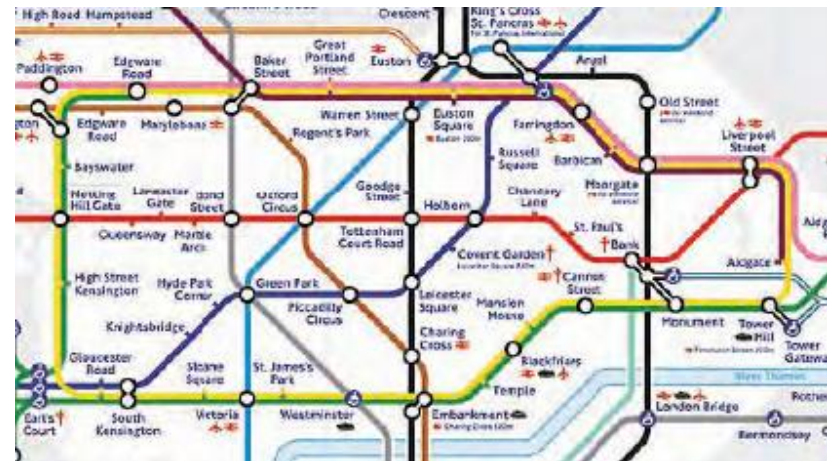 High Road Hampstead
Crescent
King's Cross
St. Pancras
Paddington
Edgware
Road
Baker
Street
Great
Portland
Street
Euston
Angel
Old Street
gton
Edgware
Road
Marylebone
Warren Street
Euston
Square
Farringdon
Liverpool
Street
Regent's Park
Barbican
Russell
Square
Moorgate
Bayswater
Notting
Hill Gate
Lancaster
Gate
Bond
Street
Oxford
Circus
Goodge
Street
Holborn
Chancery
Lane
St. Paul's
Queensway
Marble
Arch
Tottenham
Court Road
Bank
Covent Garden
Cannon
Street
Aldgate
High Street
Kensington
Hyde Park
Corner
Green Park
Piccadilly
Circus
Leicester
Square
Mansion
House
Monument
Tower
Hill
Tower
Gatewa
Knightsbridge
Charing
Cross
Blackfriars
Gloucester
Road
Sloane
Square
St. James's
Park
Temple
River Thames
Earl's
Court
South
Kensington
Victoria
Westminster
Embankment
London Bridge
Bermondsey
Rothe